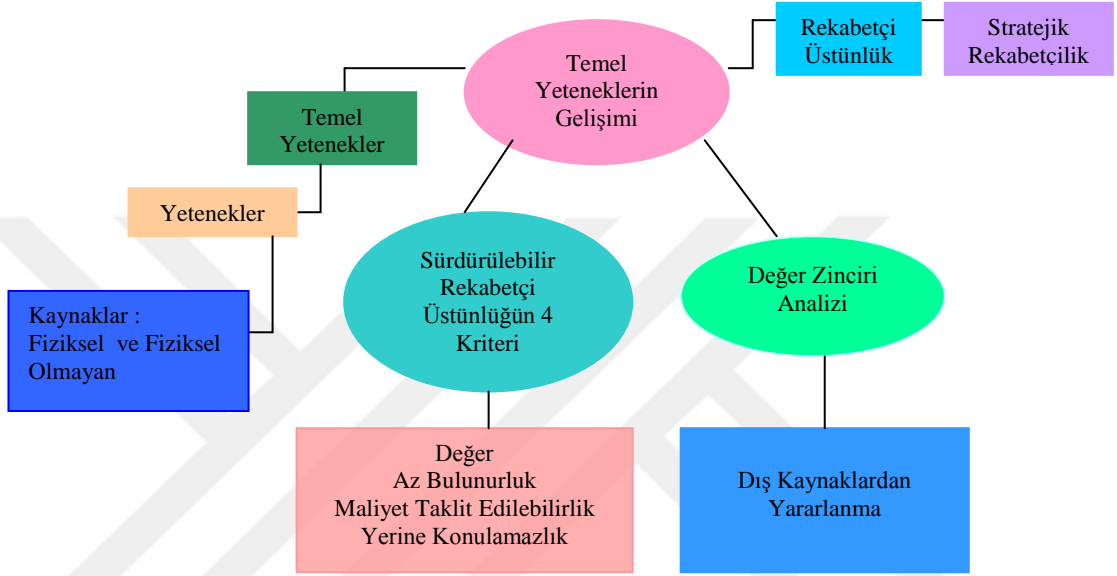 Rekabetçi
Üstünlük
Stratejik
Rekabetçilik
Temel
Yeteneklerin
Gelişimi
Temel
Yetenekler
Yetenekler
Kaynaklar :
Fiziksel ve Fiziksel
Olmayan
Sürdürülebilir
Rekabetçi
Üstünlüğün 4
Kriteri
Değer Zinciri
Analizi
Değer
Az Bulunurluk
Maliyet Taklit Edilebilirlik
Yerine Konulamazlık
Dış Kaynaklardan
Yararlanma